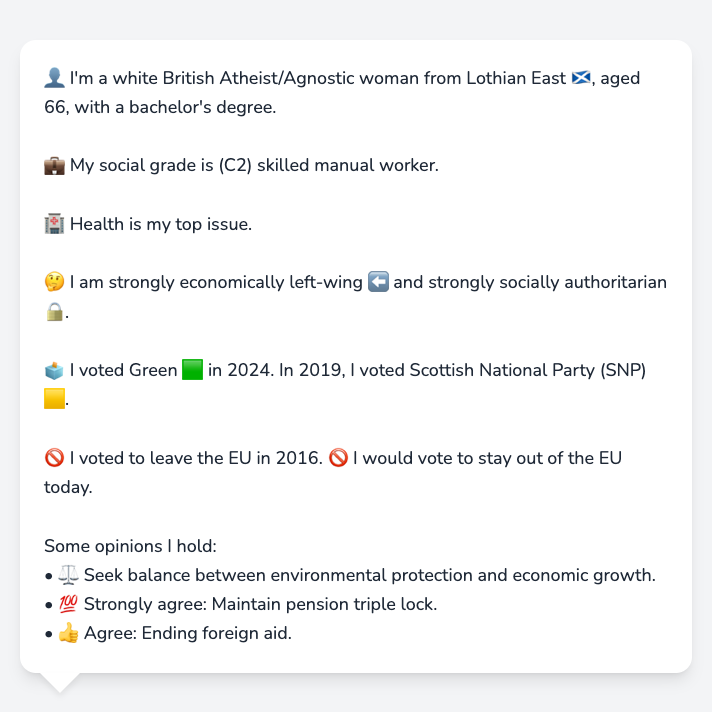 👤 I'm a white British Atheist/Agnostic woman from Lothian East 🏴󠁧󠁢󠁳󠁣󠁴󠁿, aged
66, with a bachelor's degree.
💼 My social grade is (C2) skilled manual worker.
🏥 Health is my top issue.
🤔 I am strongly economically left-wing ⬅️ and strongly socially authoritarian
🔒.
🗳️ I voted Green 🟩 in 2024. In 2019, I voted Scottish National Party (SNP)
🟨.
🚫 I voted to leave the EU in 2016. 🚫 I would vote to stay out of the EU
today.
Some opinions I hold:
• ⚖️ Seek balance between environmental protection and economic growth.
• 💯 Strongly agree: Maintain pension triple lock.
• 👍 Agree: Ending foreign aid.